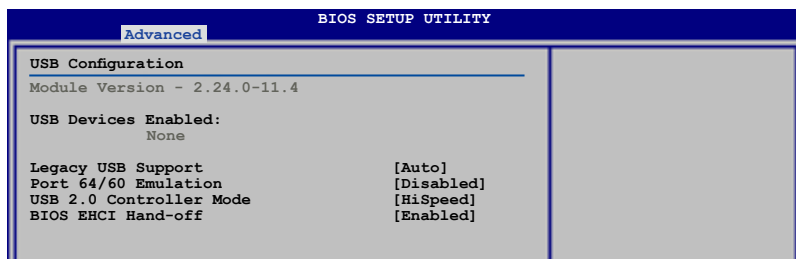 BIOS SETUP UTILITY
Advanced
USB Configuration
Module Version - 2.24.0-11.4
USB Devices Enabled:
None
Legacy USB Support [Auto]
Port 64/60 Emulation [Disabled]
USB 2.0 Controller Mode [HiSpeed]
BIOS EHCI Hand-off [Enabled]